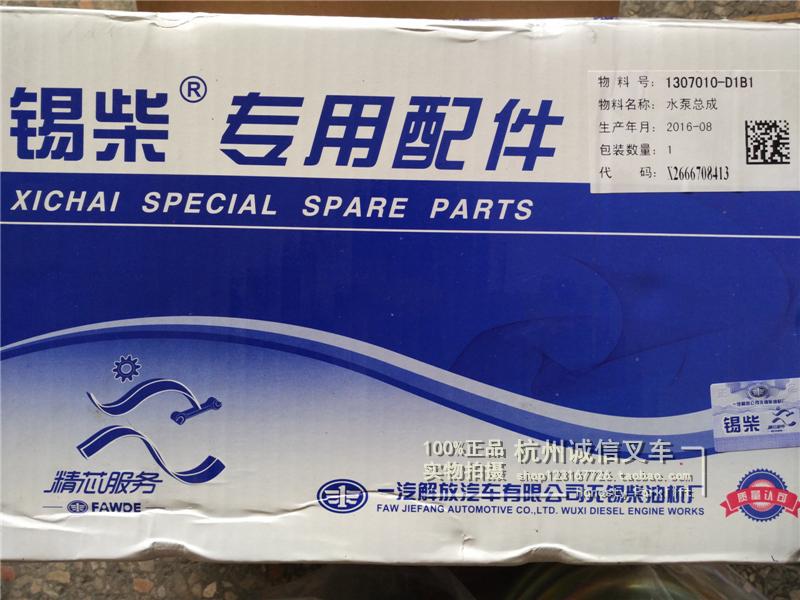 锡柴® 专用配件
XICHAI SPECIAL SPARE PARTS
物 料 号: 1307010-D1B1
物料名称: 水泵总成
生产年月: 2016-08
包装数量: 1
代 码: X2666708413
锡柴
精芯服务
FAWDE
100%正品 杭州诚信叉车
实物拍摄 shop123167726.taobao.com
一汽解放汽车有限公司无锡柴油机厂
FAW JIEFANG AUTOMOTIVE CO.,LTD. WUXI DIESEL ENGINE WORKS
质量认可